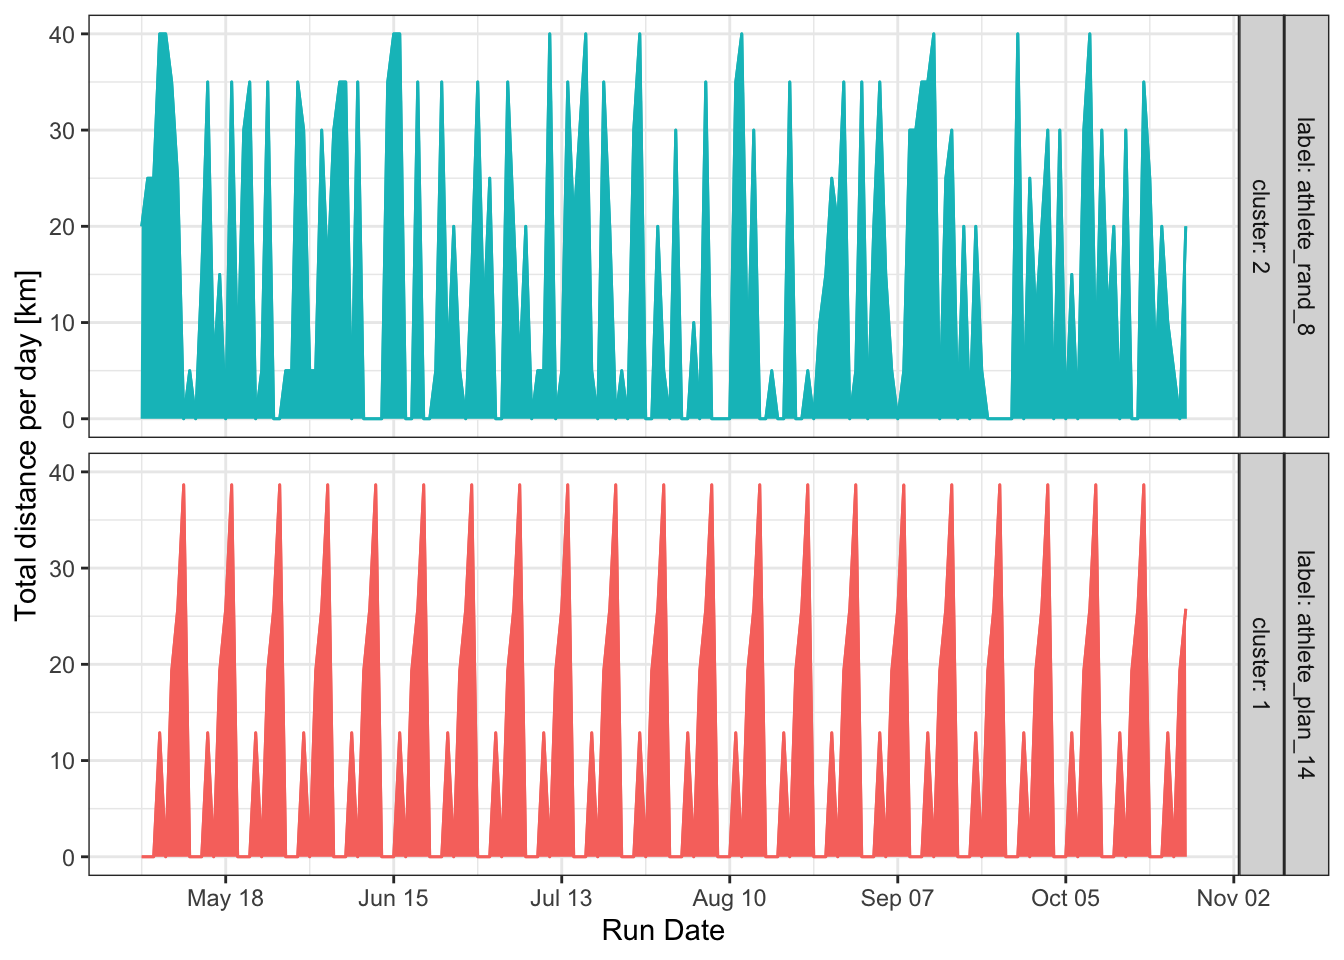 Total distance per day [km]
40
30
20
10
0
cluster: 2
label: athlete_rand_8
40
30
20
10
0
cluster: 1
label: athlete_plan_14
May 18
Jun 15
Jul 13
Aug 10
Sep 07
Oct 05
Nov 02
Run Date